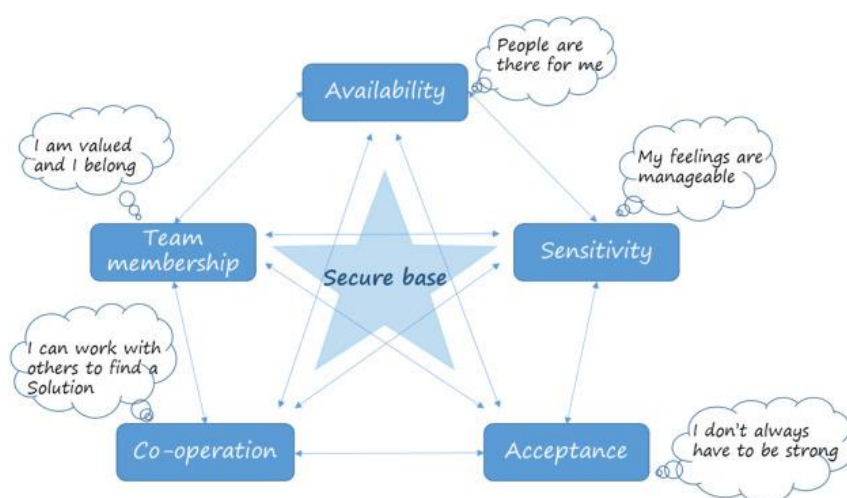 People are
there for me
Availability
I am valued
and I belong
My feelings are
manageable
Team
membership
Sensitivity
Secure base
I can work with
others to find a
Solution
I don't always
have to be strong
Co-operation
Acceptance